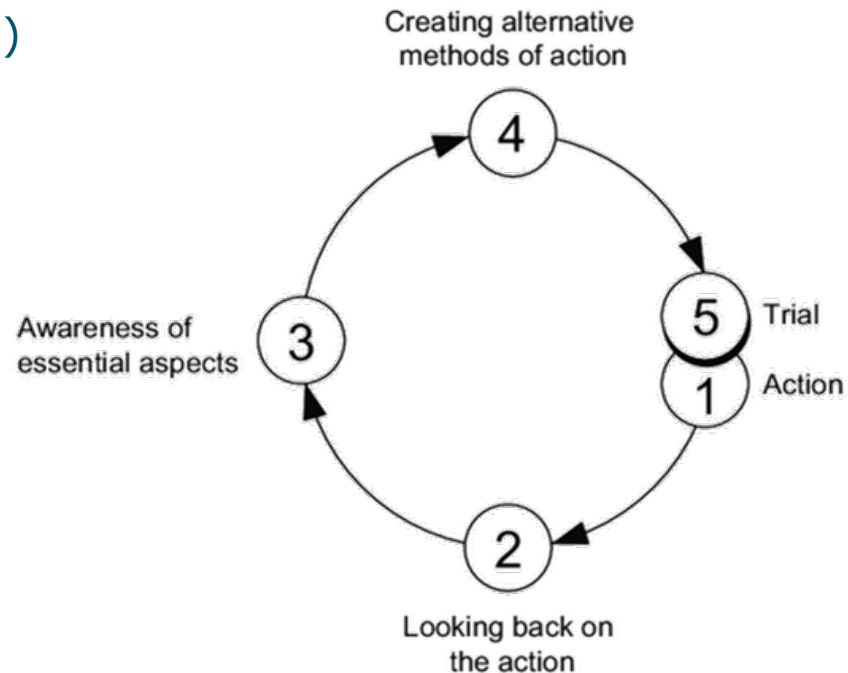 )
Creating alternative
methods of action
4
5
Trial
1
Action
3
Awareness of
essential aspects
2
Looking back on
the action